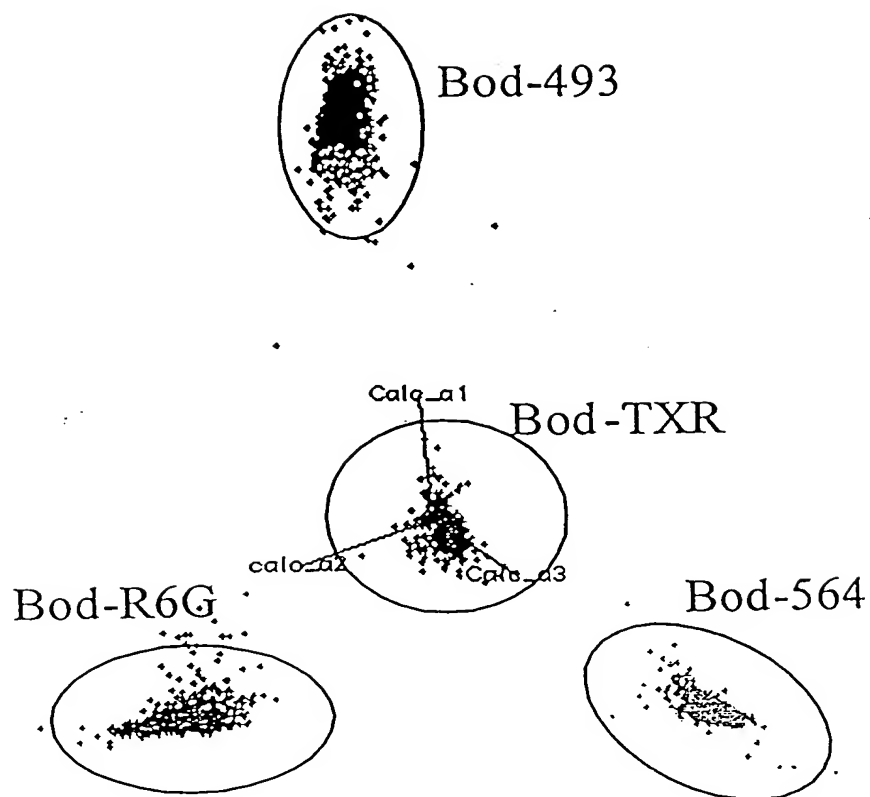 Bod-493
Calc_a1
Bod-TXR
calc_a2
Calc_a3
Bod-R6G
Bod-564